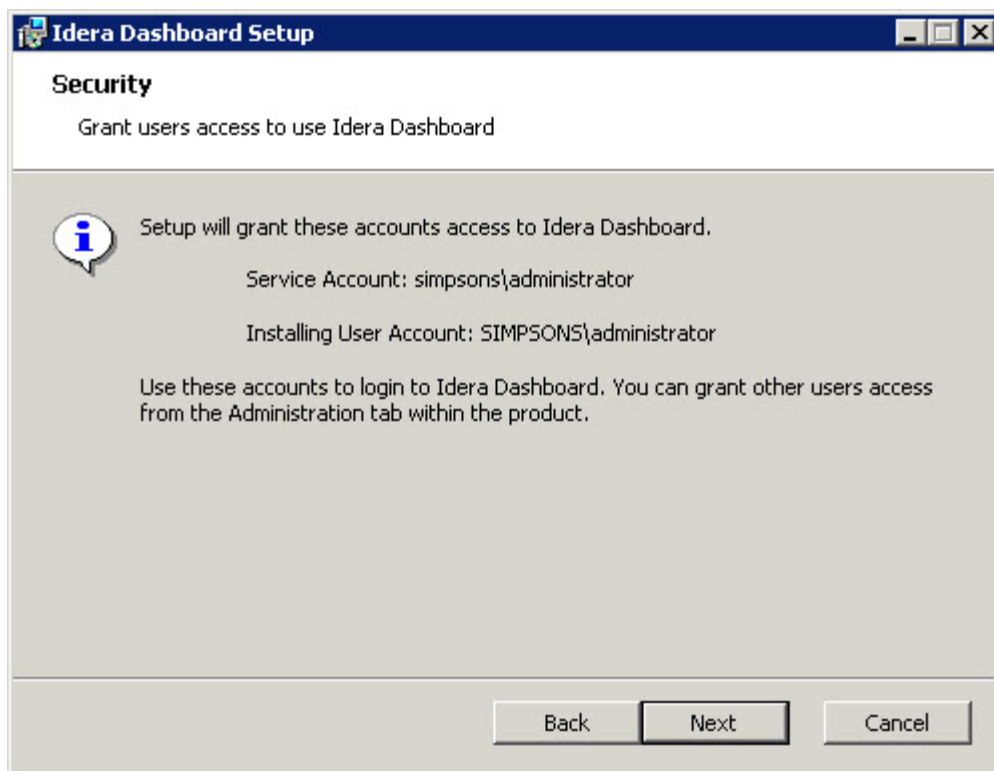 Idera Dashboard Setup
Security
Grant users access to use Idera Dashboard
Setup will grant these accounts access to Idera Dashboard.
Service Account: simpsons\administrator
Installing User Account: SIMPSONS\administrator
Use these accounts to login to Idera Dashboard. You can grant other users access
from the Administration tab within the product.
Back Next Cancel